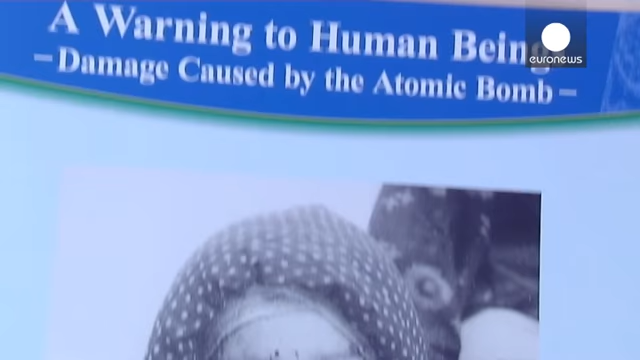 A Warning to Human Being
– Damage Caused by the Atomic Bomb –
euronews